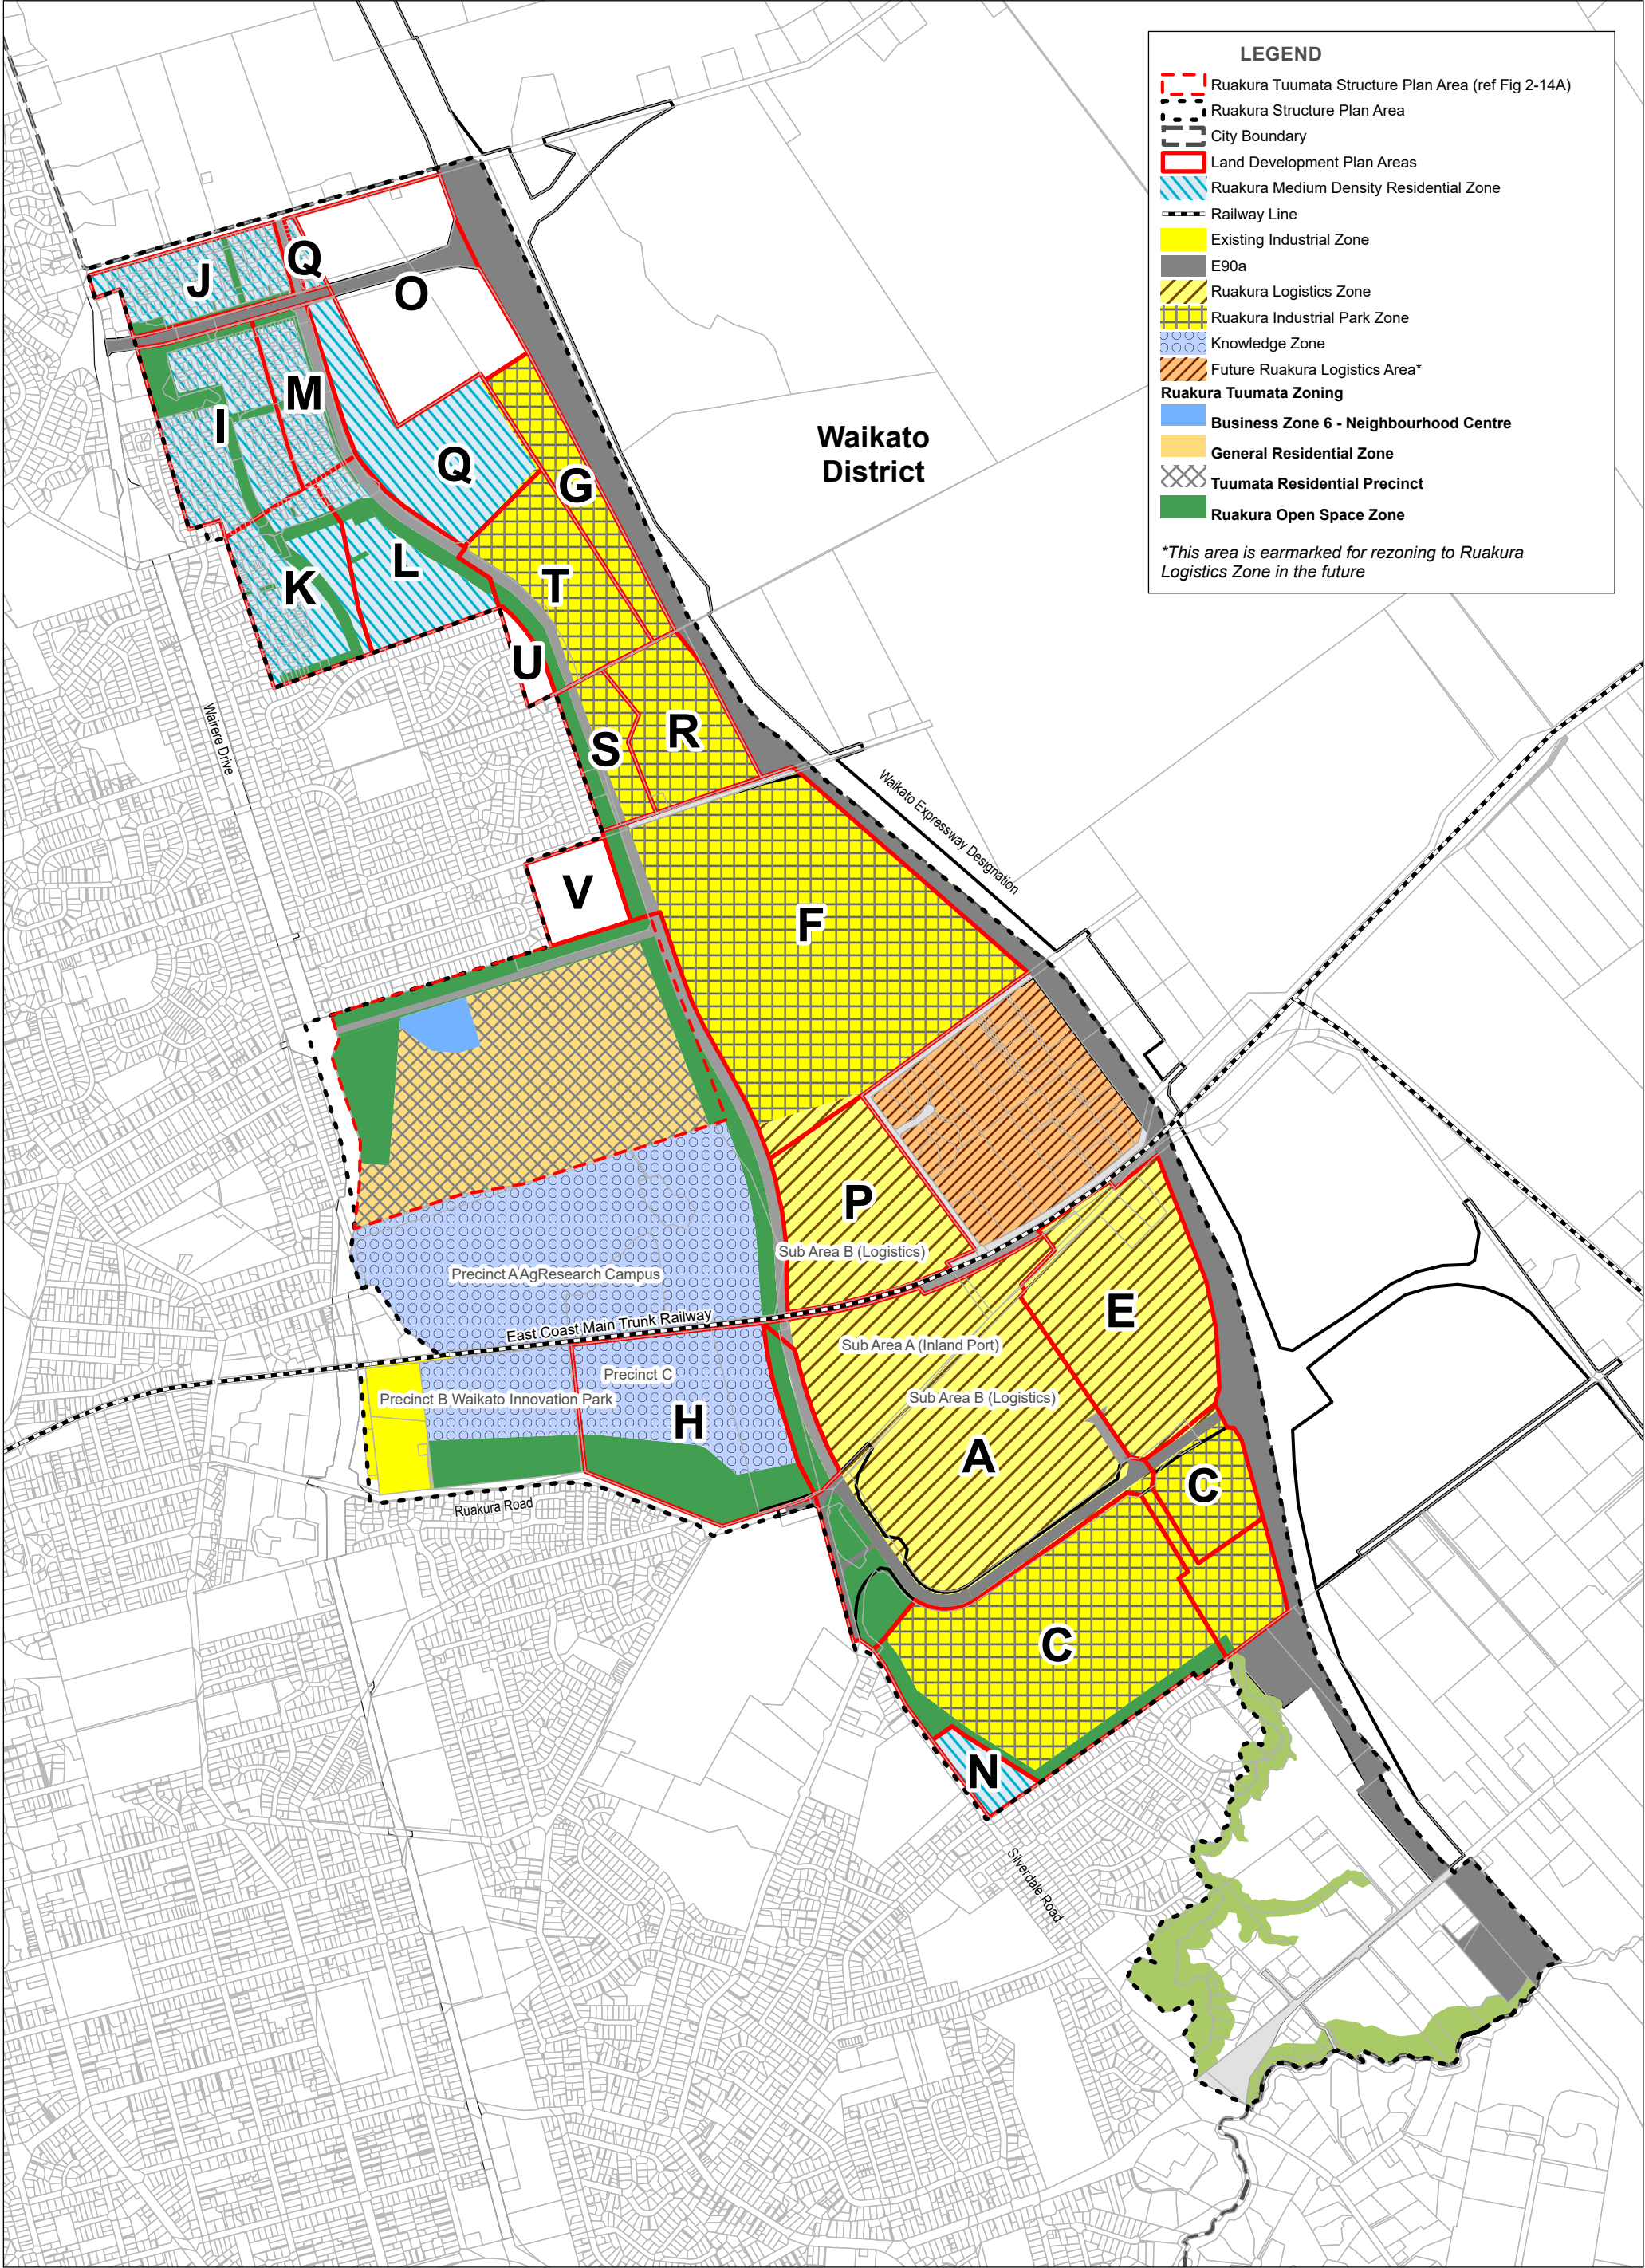 LEGEND
Ruakura Tuumata Structure Plan Area (ref Fig 2-14A)
Ruakura Structure Plan Area
City Boundary
Land Development Plan Areas
Ruakura Medium Density Residential Zone
Railway Line
Existing Industrial Zone
E90a
Ruakura Logistics Zone
Ruakura Industrial Park Zone
Knowledge Zone
Future Ruakura Logistics Area*
Ruakura Tuumata Zoning
Business Zone 6 - Neighbourhood Centre
General Residential Zone
Tuumata Residential Precinct
Ruakura Open Space Zone
*This area is earmarked for rezoning to Ruakura
Logistics Zone in the future
Q
J
O
M
I
Waikato
District
Q
G
L
K
T
U
Wairere Drive
R
S
Waikato Expressway Designation
V
F
P
Sub Area B (Logistics)
Precinct A AgResearch Campus
E
East Coast Main Trunk Railway
Sub Area A (Inland Port)
Precinct C
Precinct B Waikato Innovation Park
Sub Area B (Logistics)
H
A
C
Ruakura Road
C
N
Silverdale Road